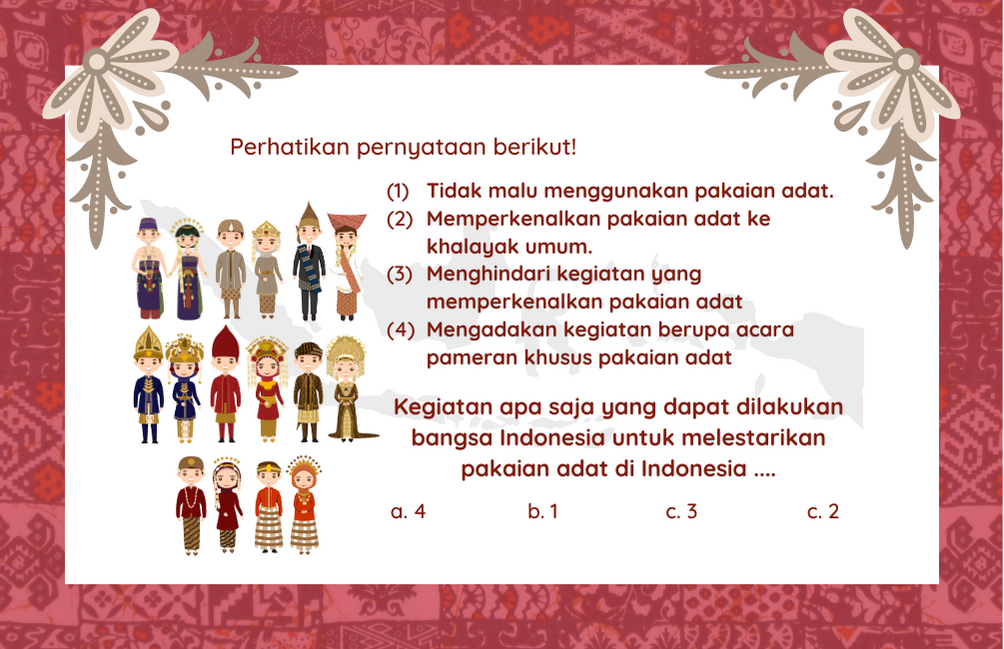 Perhatikan pernyataan berikut!
(1) Tidak malu menggunakan pakaian adat.
(2) Memperkenalkan pakaian adat ke
khalayak umum.
(3) Menghindari kegiatan yang
memperkenalkan pakaian adat
(4) Mengadakan kegiatan berupa acara
pameran khusus pakaian adat
Kegiatan apa saja yang dapat dilakukan
bangsa Indonesia untuk melestarikan
pakaian adat di Indonesia ....
a. 4 b. 1 c. 3 c. 2